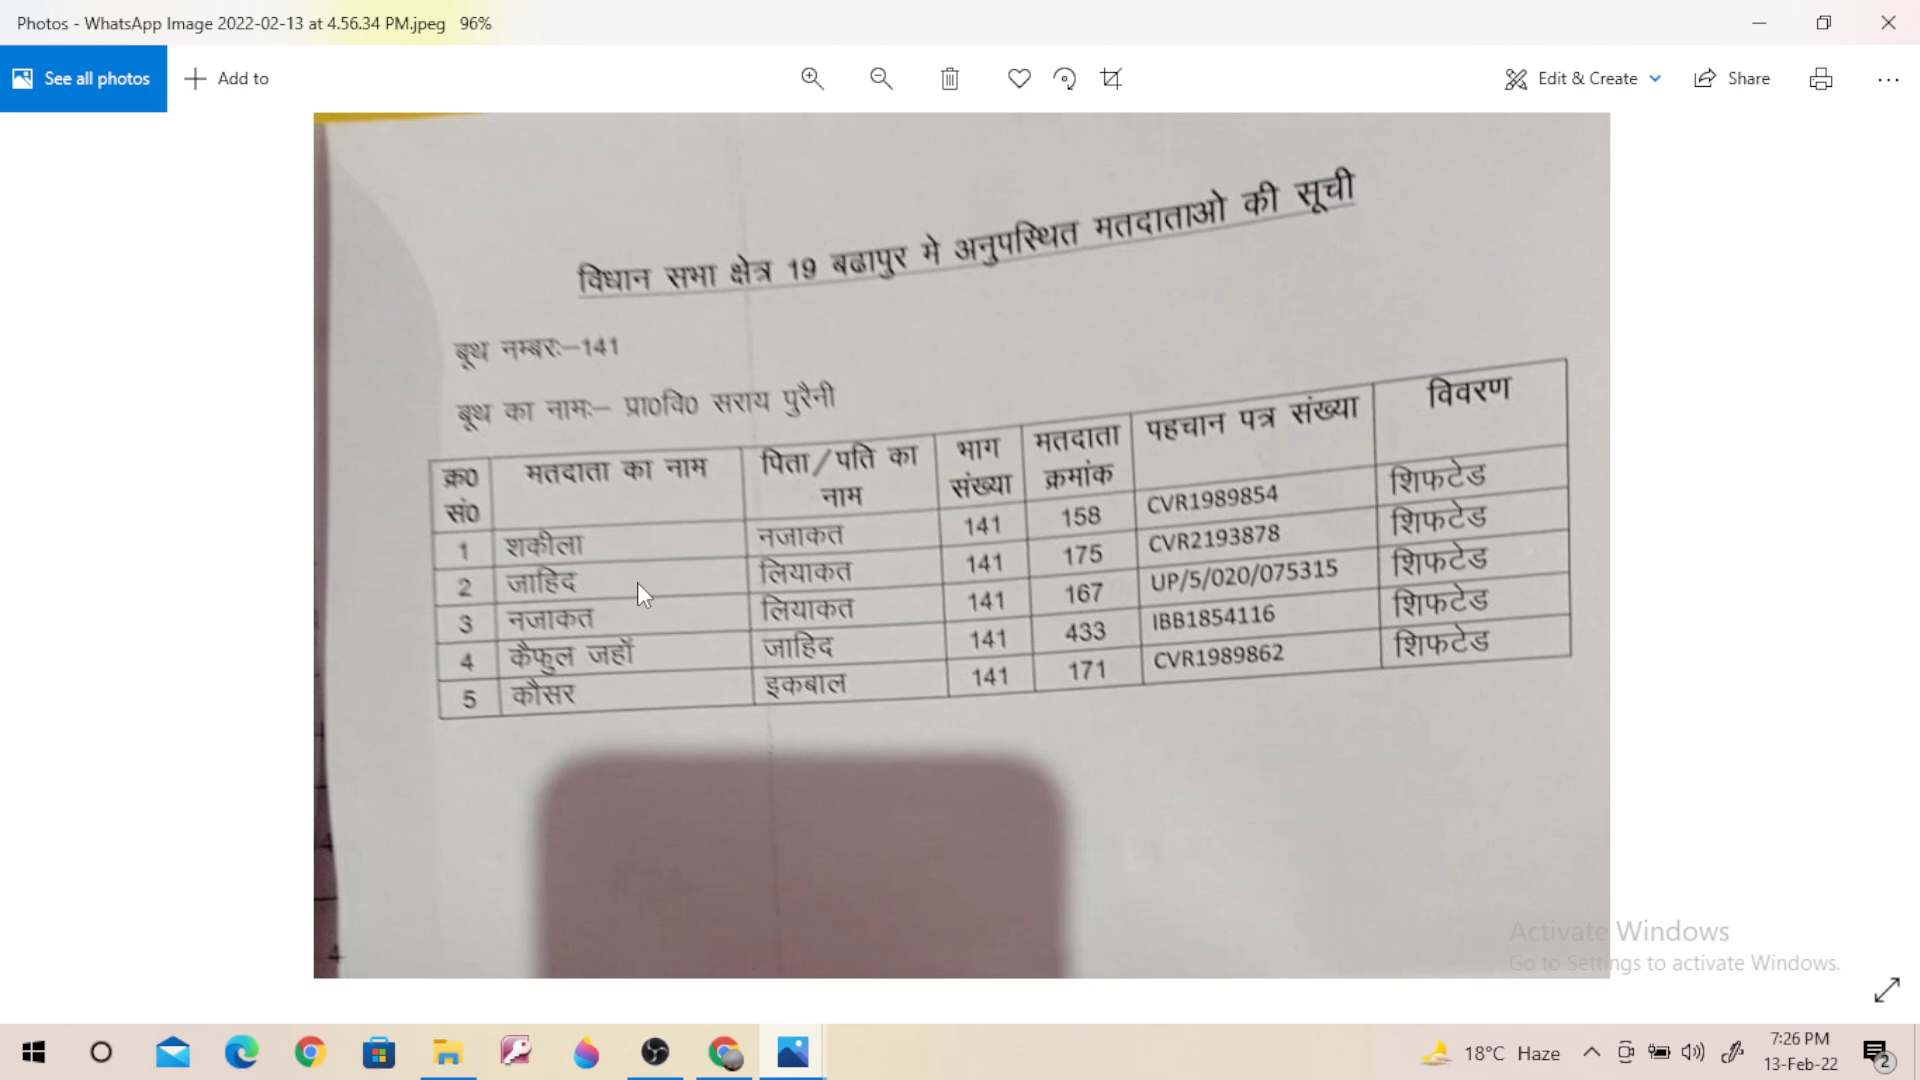 Photos - WhatsApp Image 2022-02-13 at 4.56.34 PM.jpeg 96%
See all photos Add to Edit & Create Share
विधान सभा क्षेत्र 19 बढापुर मे अनुपस्थित मतदाताओ की सूची
बूथ नम्बरः–141
बूथ का नामः– प्रा0वि0 सराय पुरैनी
क्र0 सं0 मतदाता का नाम पिता/पति का नाम भाग संख्या मतदाता क्रमांक पहचान पत्र संख्या विवरण
1 शकीला नजाकत 141 158 CVR1989854 शिफटेड
2 जाहिद लियाकत 141 175 CVR2193878 शिफटेड
3 नजाकत लियाकत 141 167 UP/5/020/075315 शिफटेड
4 कैफुल जहॉ जाहिद 141 433 IBB1854116 शिफटेड
5 कौसर इकबाल 141 171 CVR1989862 शिफटेड
Activate Windows
Go to Settings to activate Windows.
18°C Haze 7:26 PM
13-Feb-22 2